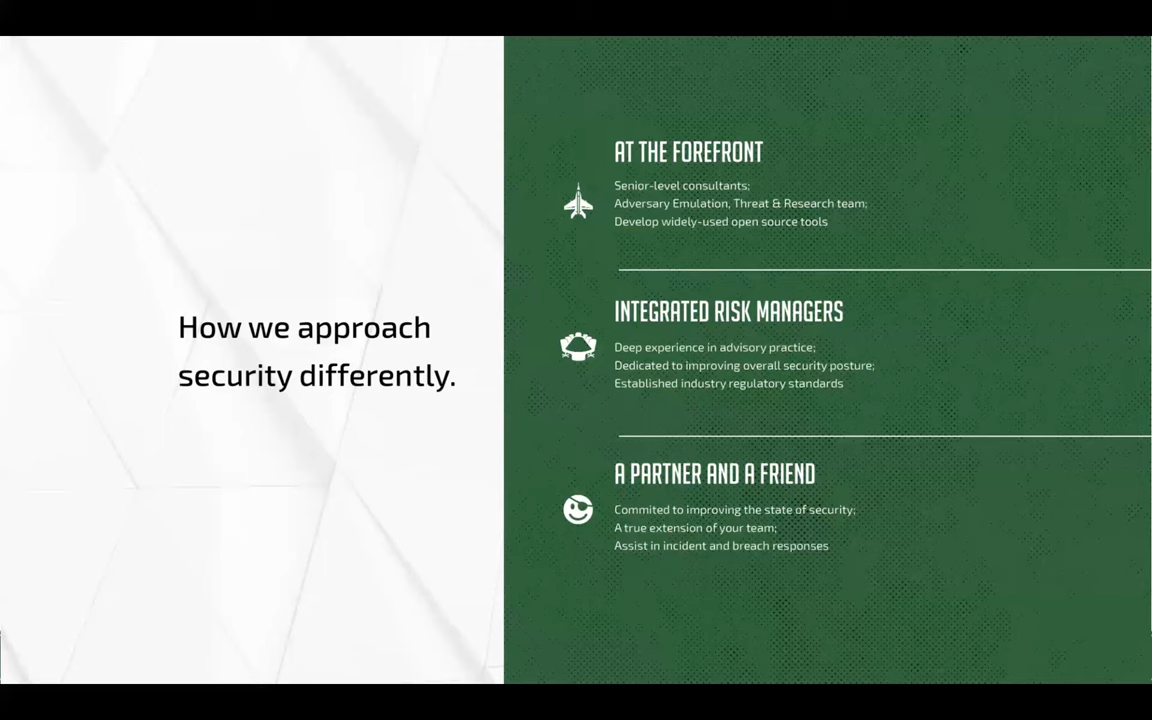 How we approach
security differently.
AT THE FOREFRONT
Senior-level consultants;
Adversary Emulation, Threat & Research team;
Develop widely-used open source tools
INTEGRATED RISK MANAGERS
Deep experience in advisory practice;
Dedicated to improving overall security posture;
Established industry regulatory standards
A PARTNER AND A FRIEND
Commited to improving the state of security;
A true extension of your team;
Assist in incident and breach responses